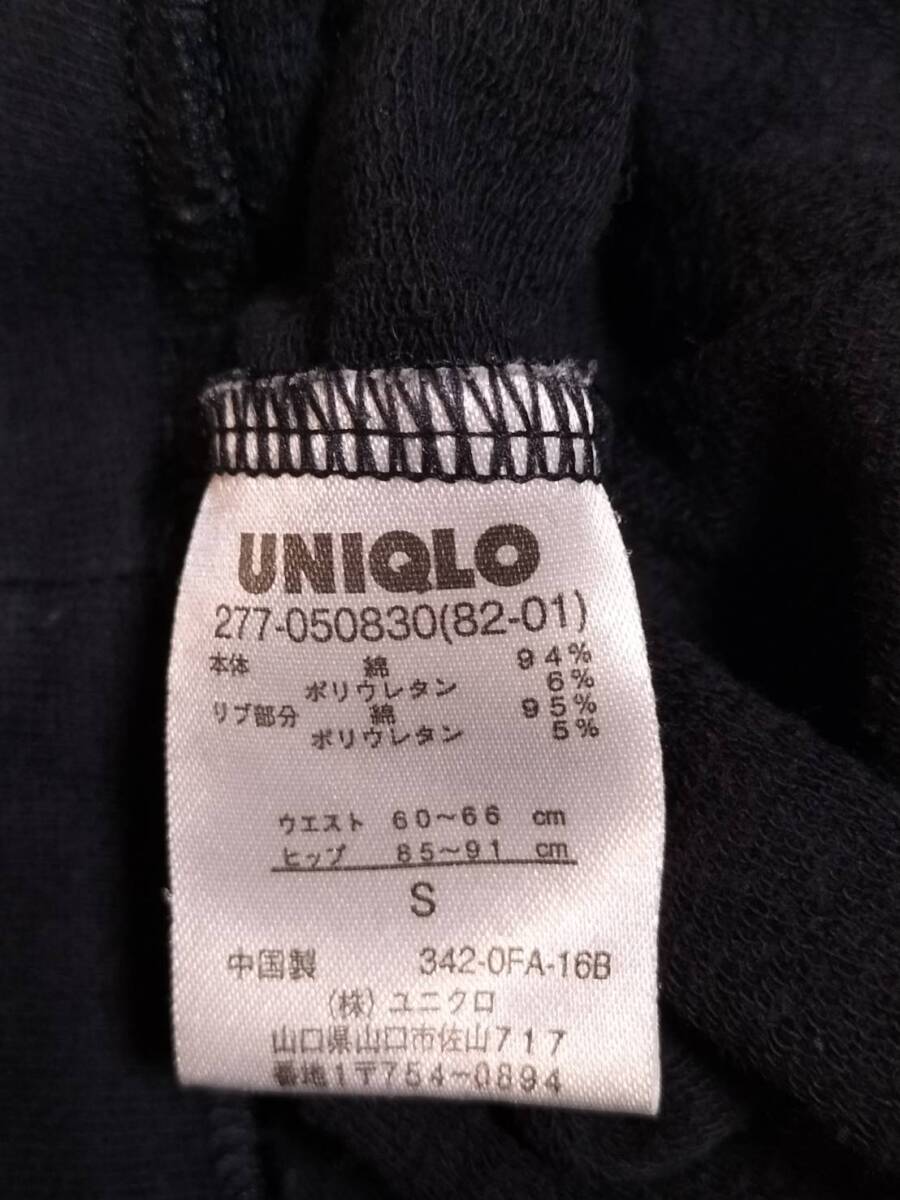 UNIQLO
277-050830(82-01)
本体 綿 94%
ポリウレタン 6%
リブ部分 綿 95%
ポリウレタン 5%
ウエスト 60~66 cm
ヒップ 85~91 cm
S
中国製 342-0FA-16B
(株) ユニクロ
山口県山口市佐山717
番地1〒754-0894